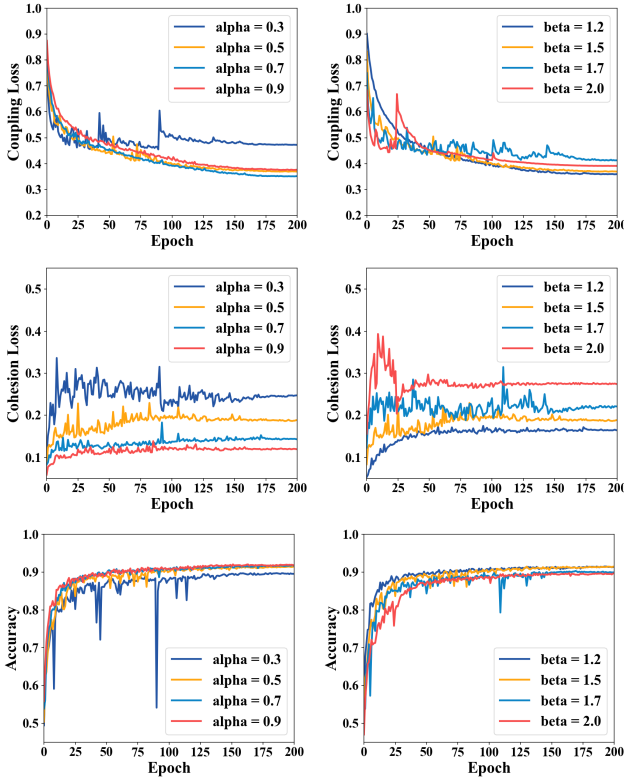 1.0
0.9
0.8
0.7
0.6
0.5
0.4
0.3
0.2
Coupling Loss
alpha = 0.3
alpha = 0.5
alpha = 0.7
alpha = 0.9
0 25 50 75 100 125 150 175 200
Epoch
1.0
0.9
0.8
0.7
0.6
0.5
0.4
0.3
0.2
Coupling Loss
beta = 1.2
beta = 1.5
beta = 1.7
beta = 2.0
0 25 50 75 100 125 150 175 200
Epoch
0.5
0.4
0.3
0.2
0.1
Cohesion Loss
alpha = 0.3
alpha = 0.5
alpha = 0.7
alpha = 0.9
0 25 50 75 100 125 150 175 200
Epoch
0.5
0.4
0.3
0.2
0.1
Cohesion Loss
beta = 1.2
beta = 1.5
beta = 1.7
beta = 2.0
0 25 50 75 100 125 150 175 200
Epoch
1.0
0.9
0.8
0.7
0.6
0.5
Accuracy
alpha = 0.3
alpha = 0.5
alpha = 0.7
alpha = 0.9
0 25 50 75 100 125 150 175 200
Epoch
1.0
0.9
0.8
0.7
0.6
0.5
Accuracy
beta = 1.2
beta = 1.5
beta = 1.7
beta = 2.0
0 25 50 75 100 125 150 175 200
Epoch